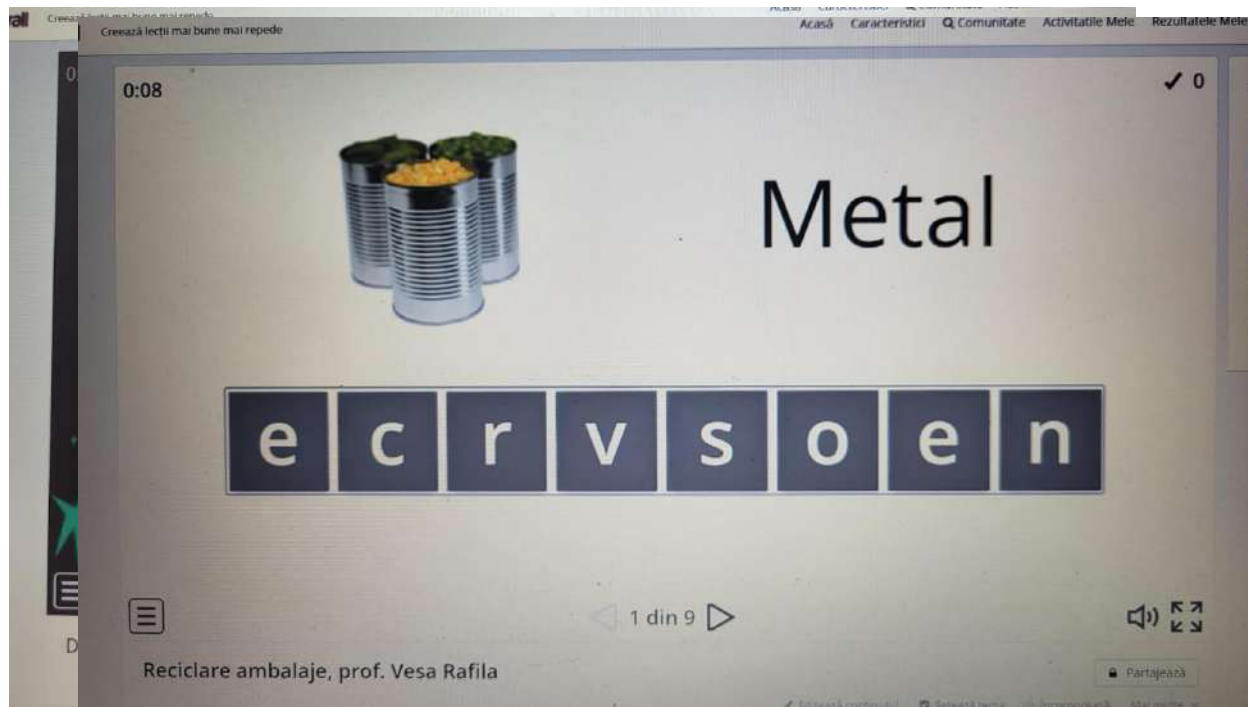 Creează lecții mai bune mai repede
Acasă Caracteristici Comunitate Activitatile Mele Rezultatele Mele
0:08
0
Metal
e c r v s o e n
1 din 9
Reciclare ambalaje, prof. Vesa Rafila
Partajează